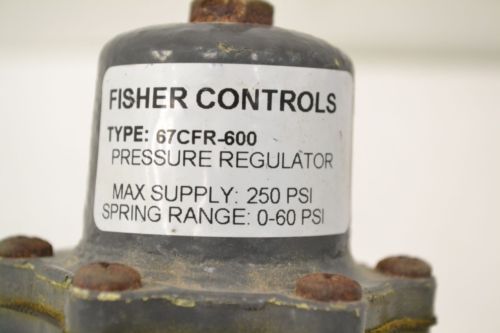 FISHER CONTROLS
TYPE: 67CFR-600
PRESSURE REGULATOR
MAX SUPPLY: 250 PSI
SPRING RANGE: 0-60 PSI